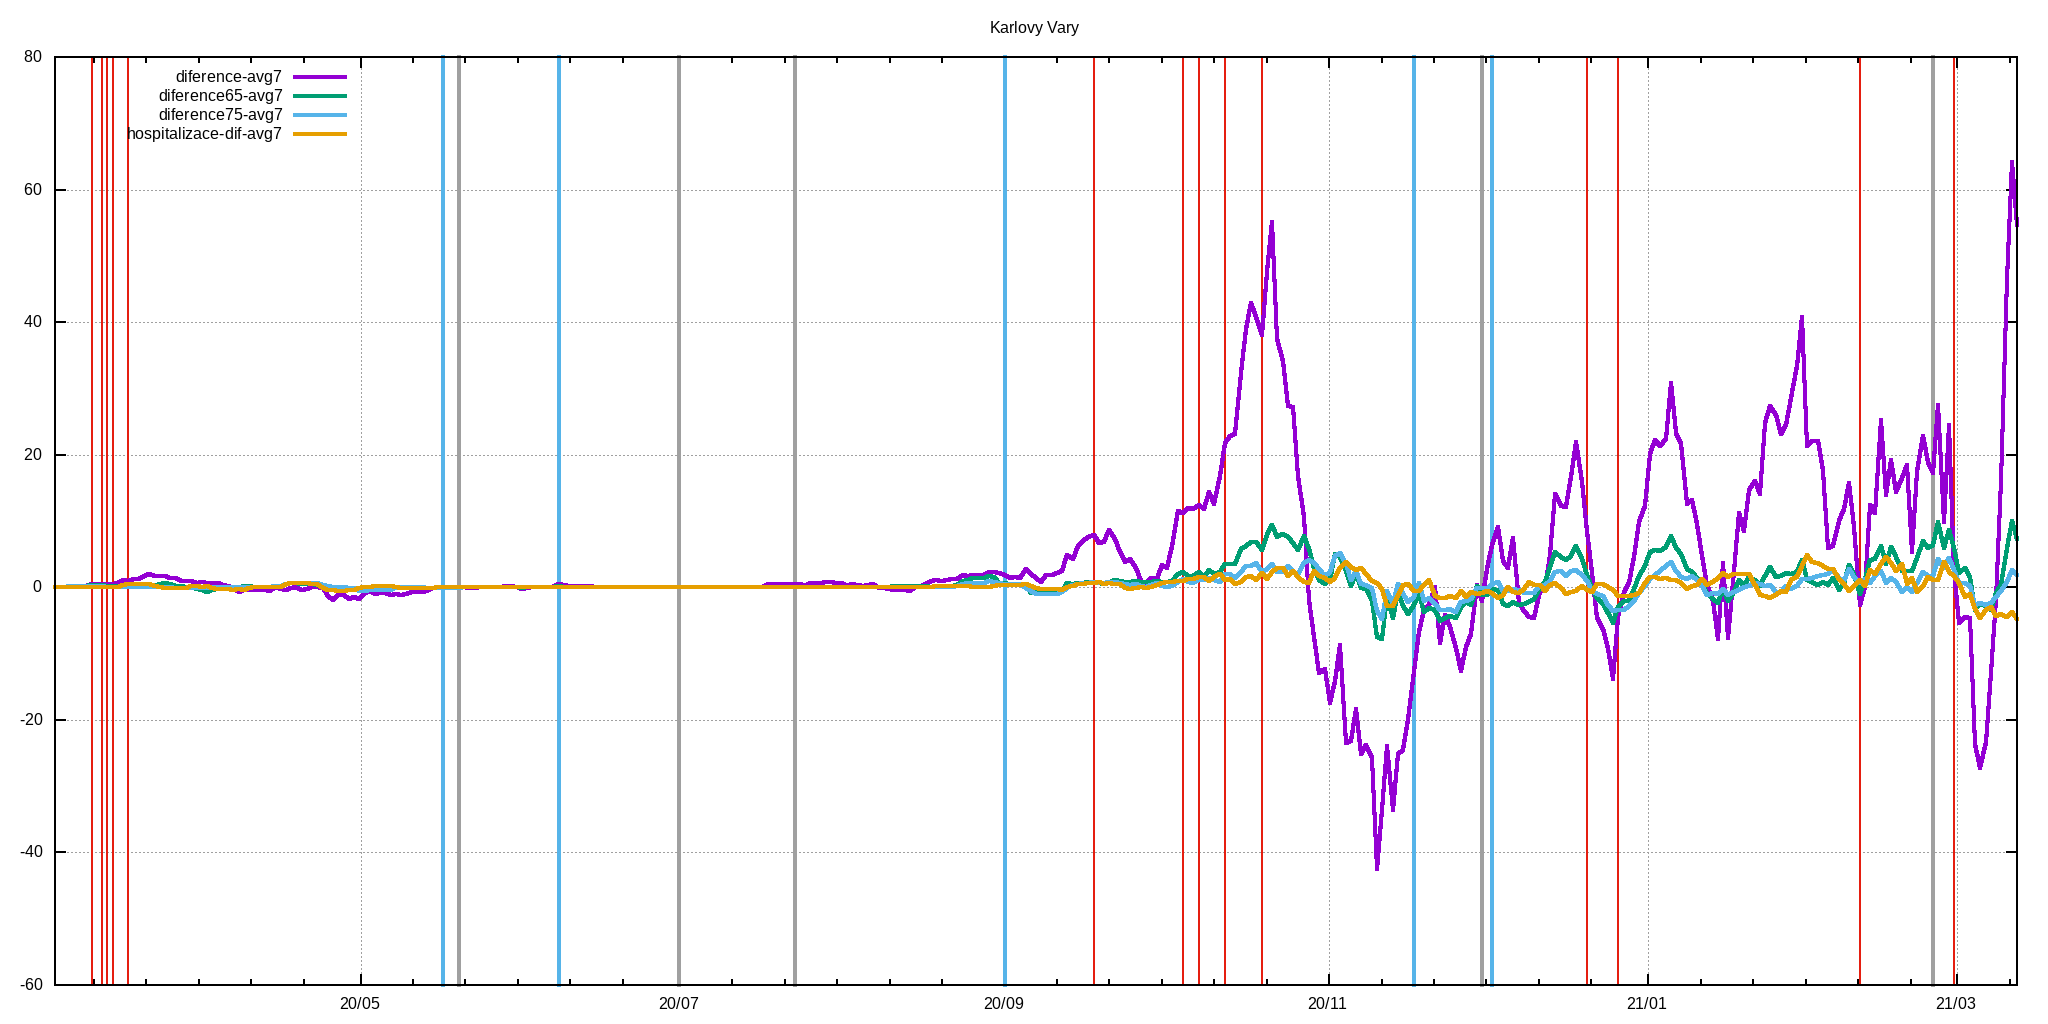 Karlovy Vary
80
60
40
20
0
-20
-40
-60
diference-avg7
diference65-avg7
diference75-avg7
hospitalizace-dif-avg7
20/05
20/07
20/09
20/11
21/01
21/03